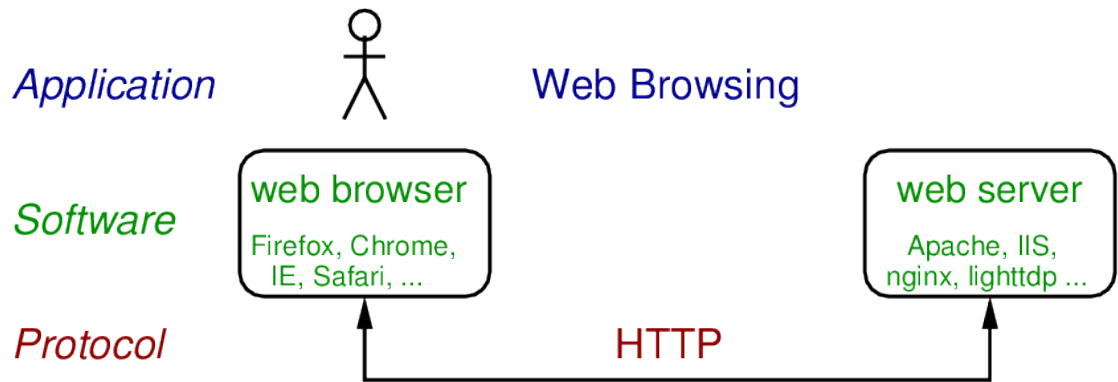 Application
Web Browsing
Software
web browser
Firefox, Chrome,
IE, Safari, ...
web server
Apache, IIS,
nginx, lighttdp ...
Protocol
HTTP